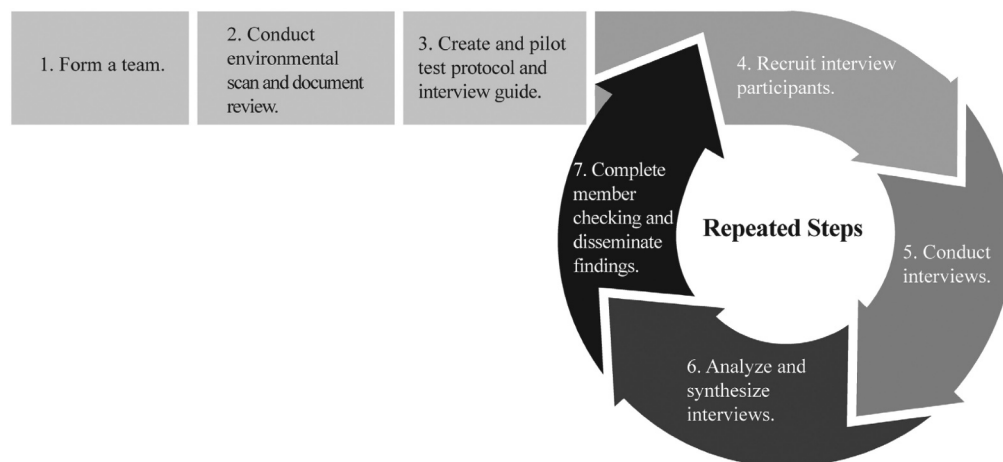 1. Form a team.
2. Conduct
environmental
scan and document
review.
3. Create and pilot
test protocol and
interview guide.
4. Recruit interview
participants.
5. Conduct
interviews.
6. Analyze and
synthesize
interviews.
7. Complete
member
checking and
disseminate
findings.
Repeated Steps